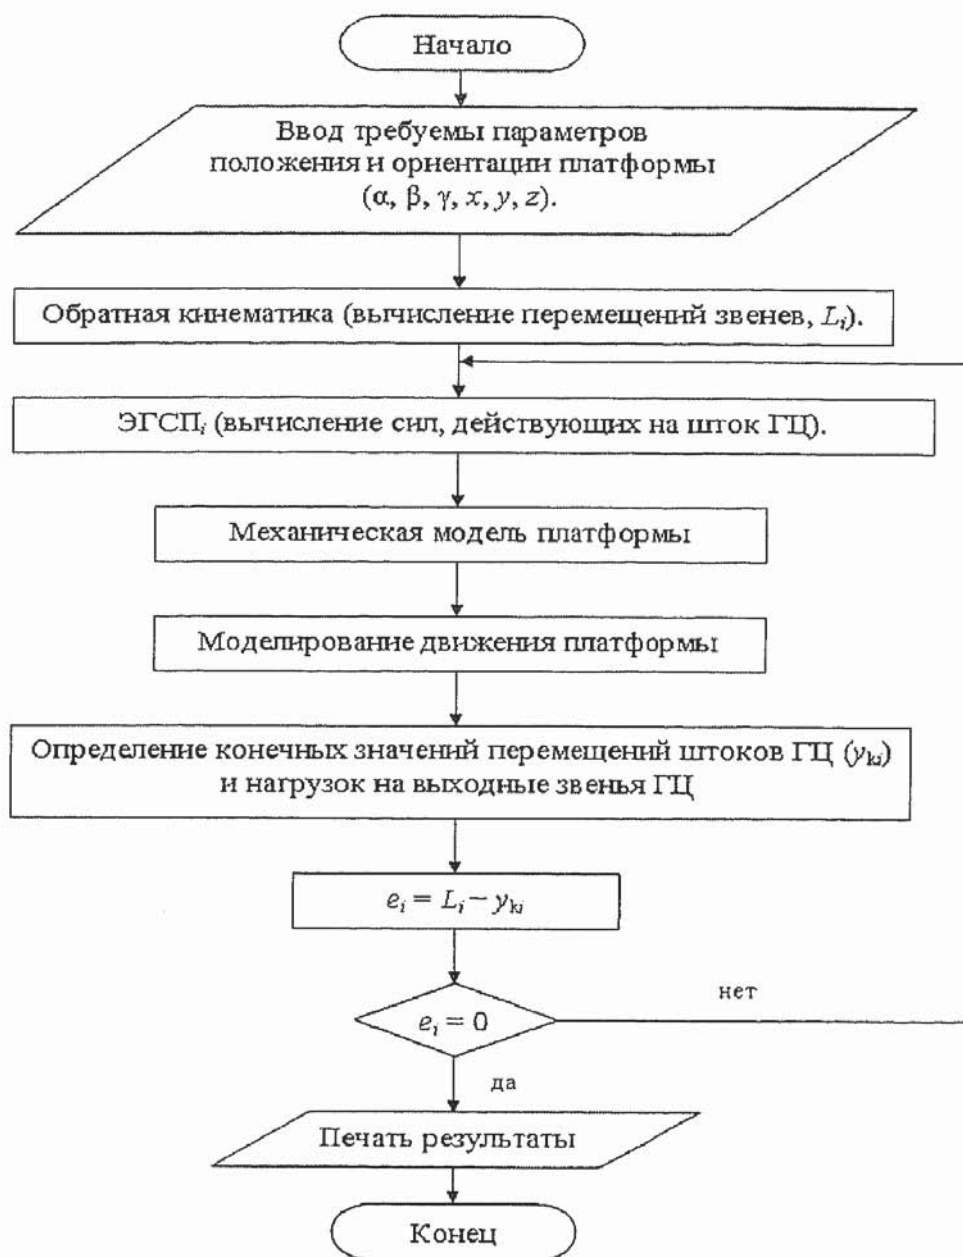 Начало
Ввод требуемы параметров
положения и ориентации платформы
(α, β, γ, x, y, z).
Обратная кинематика (вычисление перемещений звенев, Lᵢ).
ЭГСПᵢ (вычисление сил, действующих на шток ГЦ).
Механическая модель платформы
Моделирование движения платформы
Определение конечных значений перемещений штоков ГЦ (yₖᵢ)
и нагрузок на выходные звенья ГЦ
eᵢ = Lᵢ – yₖᵢ
eᵢ = 0
нет
да
Печать результаты
Конец